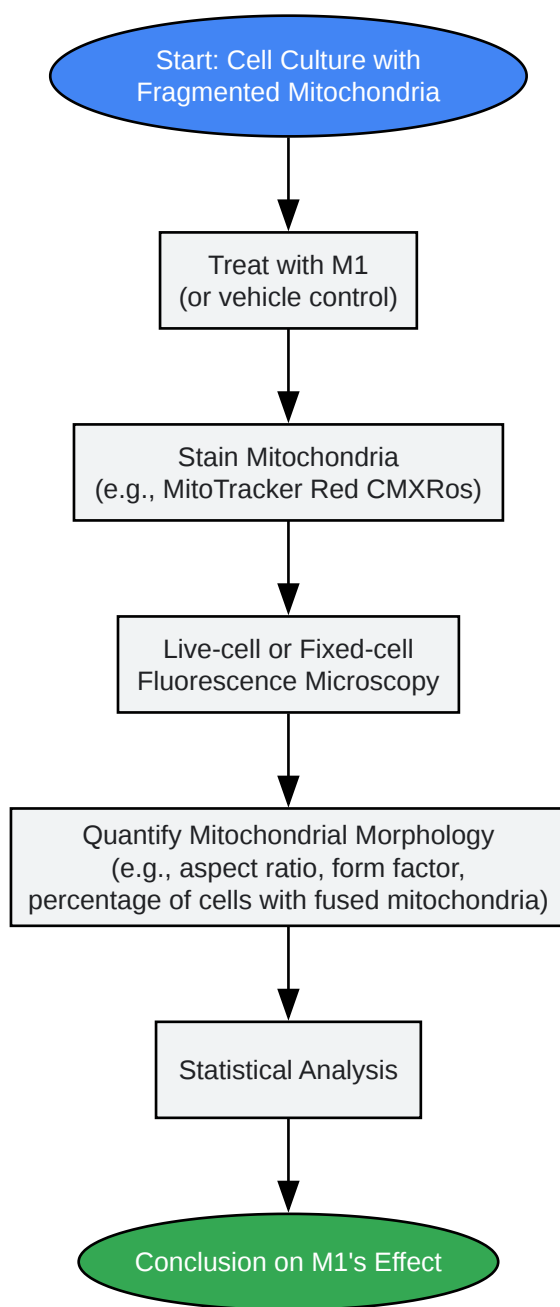 Start: Cell Culture with
Fragmented Mitochondria
Treat with M1
(or vehicle control)
Stain Mitochondria
(e.g., MitoTracker Red CMXRos)
Live-cell or Fixed-cell
Fluorescence Microscopy
Quantify Mitochondrial Morphology
(e.g., aspect ratio, form factor,
percentage of cells with fused mitochondria)
Statistical Analysis
Conclusion on M1's Effect